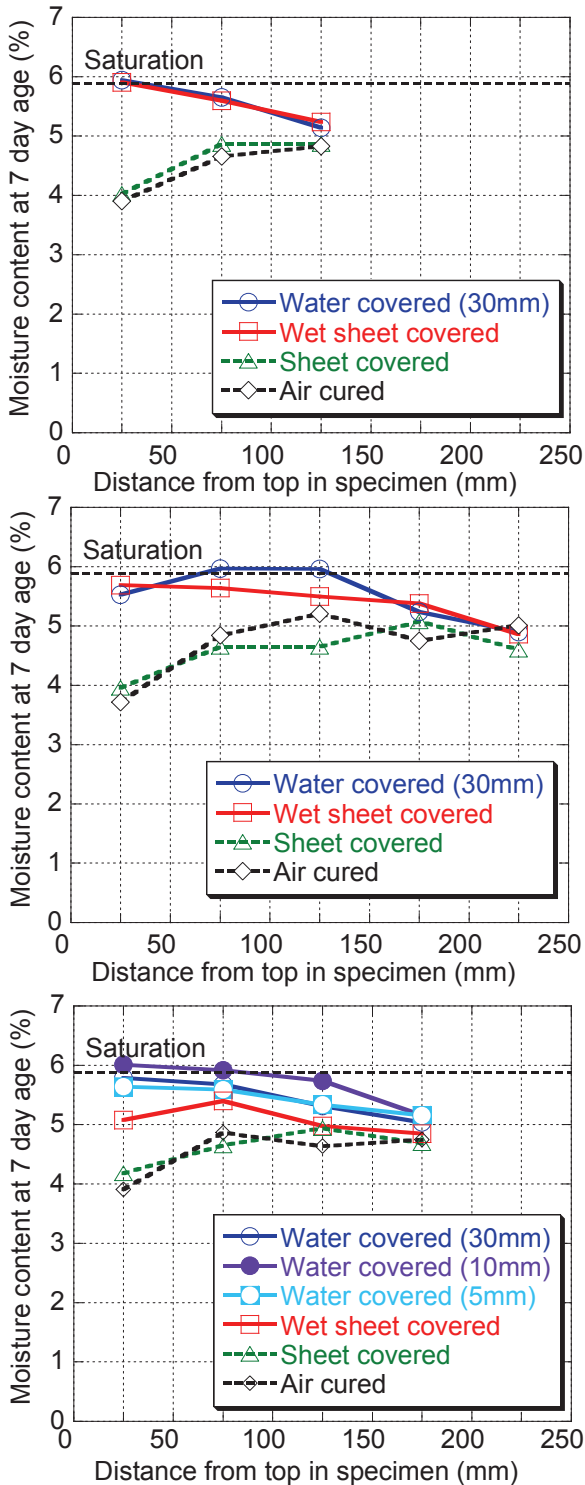 Moisture content at 7 day age (%)
7
6
5
4
3
2
1
0
Saturation
Water covered (30mm)
Wet sheet covered
Sheet covered
Air cured
0 50 100 150 200 250
Distance from top in specimen (mm)
Moisture content at 7 day age (%)
7
6
5
4
3
2
1
0
Saturation
Water covered (30mm)
Wet sheet covered
Sheet covered
Air cured
0 50 100 150 200 250
Distance from top in specimen (mm)
Moisture content at 7 day age (%)
7
6
5
4
3
2
1
0
Saturation
Water covered (30mm)
Water covered (10mm)
Water covered (5mm)
Wet sheet covered
Sheet covered
Air cured
0 50 100 150 200 250
Distance from top in specimen (mm)